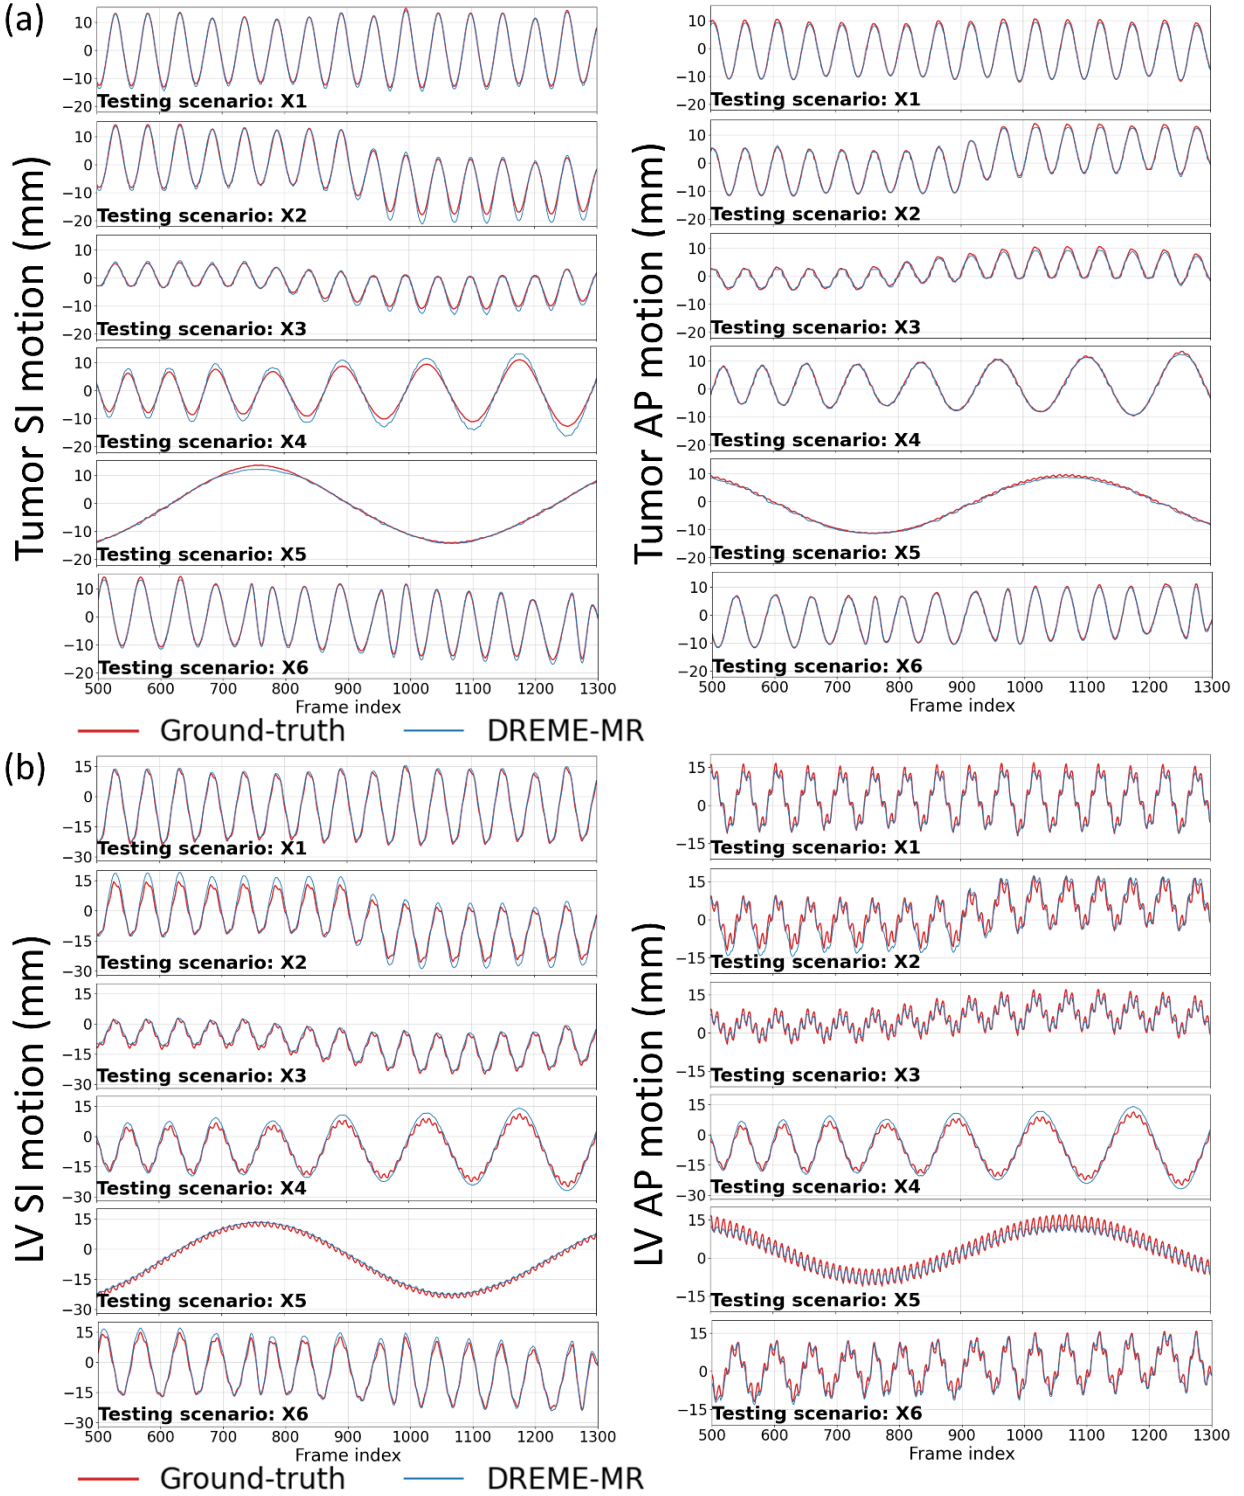 (a)
Tumor SI motion (mm)
10
0
−10
−20
Testing scenario: X1
10
0
−10
−20
Testing scenario: X2
10
0
−10
−20
Testing scenario: X3
10
0
−10
−20
Testing scenario: X4
10
0
−10
−20
Testing scenario: X5
10
0
−10
−20
Testing scenario: X6
500 600 700 800 900 1000 1100 1200 1300
Frame index
Tumor AP motion (mm)
10
0
−10
−20
Testing scenario: X1
10
0
−10
−20
Testing scenario: X2
10
0
−10
−20
Testing scenario: X3
10
0
−10
−20
Testing scenario: X4
10
0
−10
−20
Testing scenario: X5
10
0
−10
−20
Testing scenario: X6
500 600 700 800 900 1000 1100 1200 1300
Frame index
Ground-truth DREME-MR
(b)
LV SI motion (mm)
15
0
−15
−30
Testing scenario: X1
15
0
−15
−30
Testing scenario: X2
15
0
−15
−30
Testing scenario: X3
15
0
−15
−30
Testing scenario: X4
15
0
−15
−30
Testing scenario: X5
15
0
−15
−30
Testing scenario: X6
500 600 700 800 900 1000 1100 1200 1300
Frame index
LV AP motion (mm)
15
0
−15
Testing scenario: X1
15
0
−15
Testing scenario: X2
15
0
−15
Testing scenario: X3
15
0
−15
−30
Testing scenario: X4
15
0
−15
Testing scenario: X5
15
0
−15
Testing scenario: X6
500 600 700 800 900 1000 1100 1200 1300
Frame index
Ground-truth DREME-MR